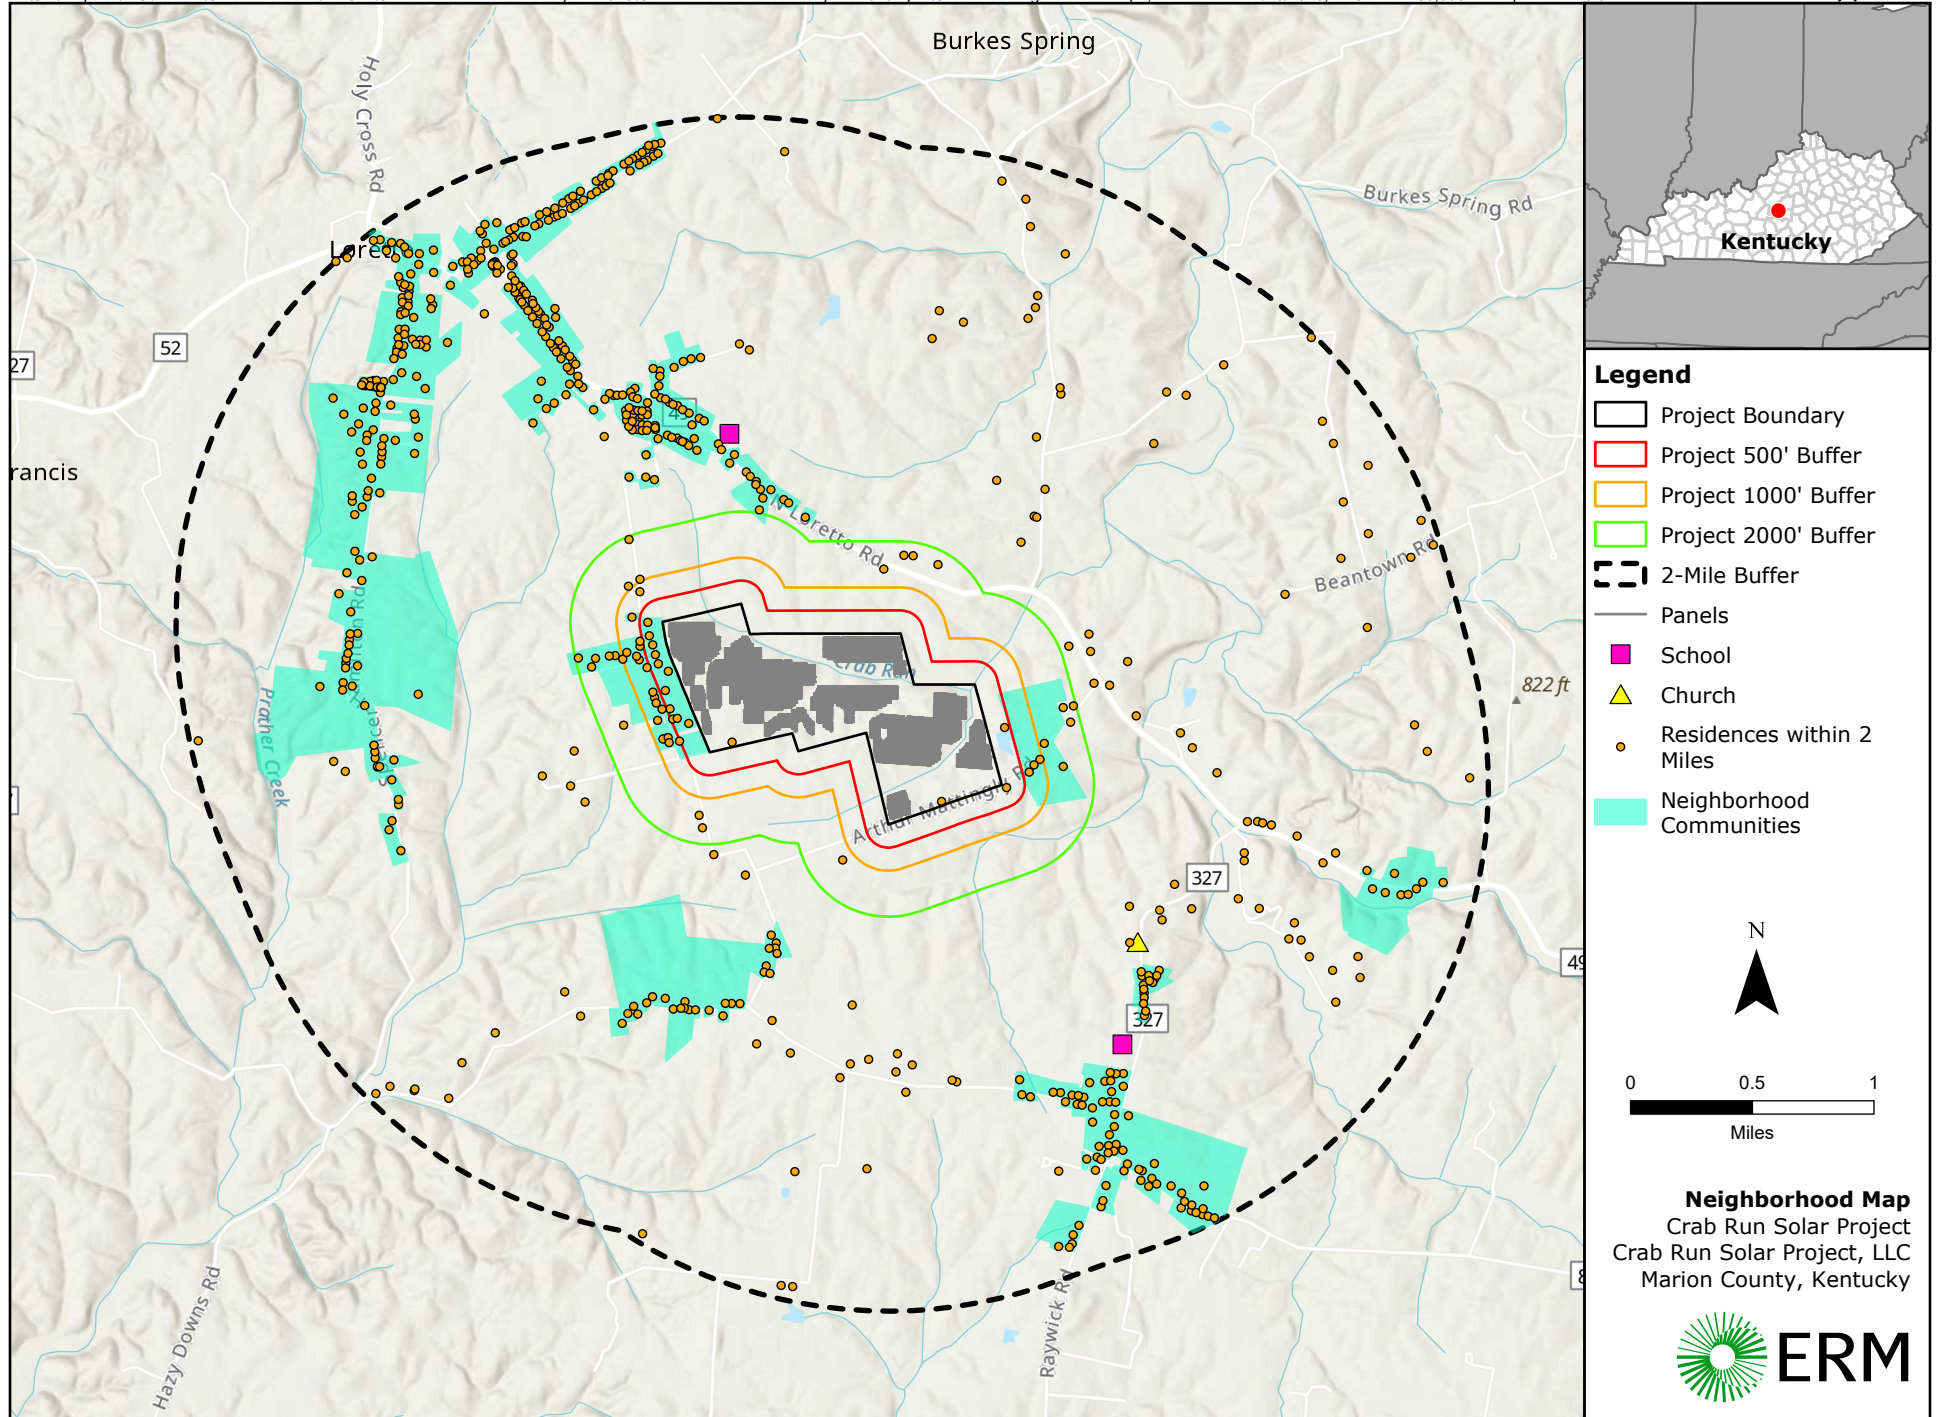 Burkes Spring
Holy Cross Rd
Burkes Spring Rd
52
27
49
N Loretto Rd
Beantown Rd
Crab Run
822 ft
Prather Creek
Arthur Mattingly Rd
327
49
327
Hazy Downs Rd
Raywick Rd
8
Kentucky
Legend
Project Boundary
Project 500' Buffer
Project 1000' Buffer
Project 2000' Buffer
2-Mile Buffer
Panels
School
Church
Residences within 2
Miles
Neighborhood
Communities
N
0 0.5 1
Miles
Neighborhood Map
Crab Run Solar Project
Crab Run Solar Project, LLC
Marion County, Kentucky
ERM